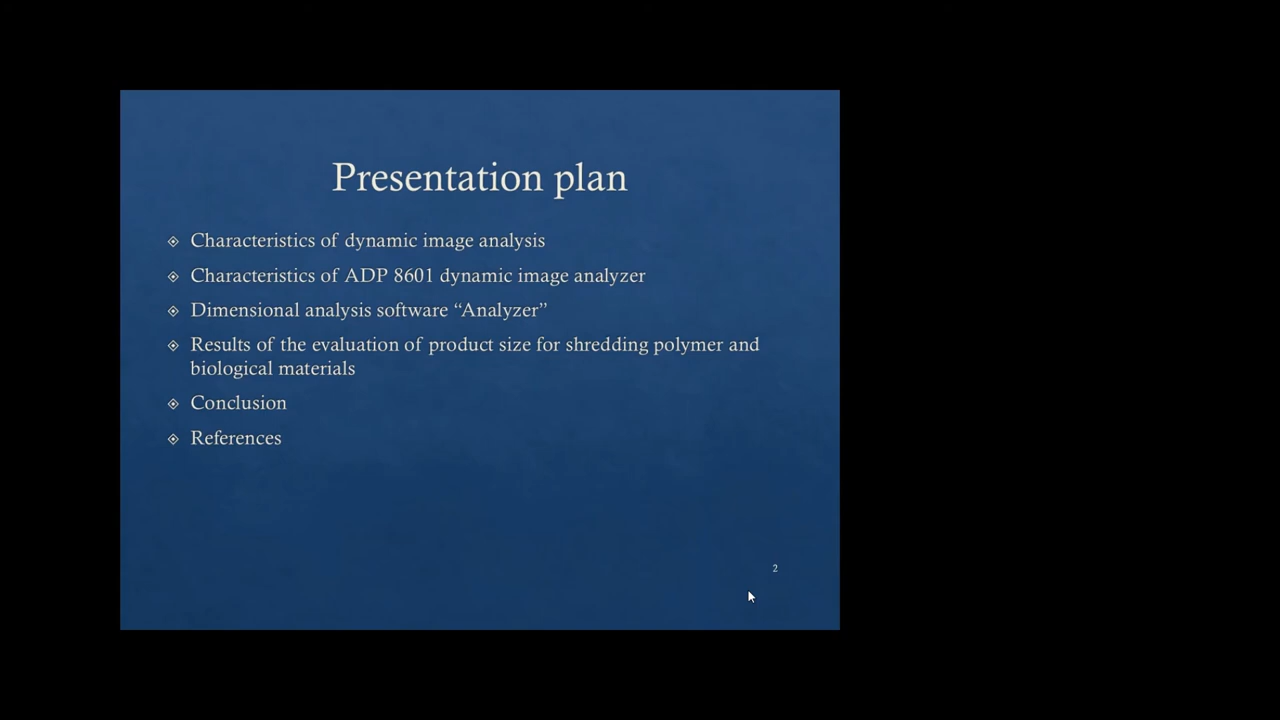 Presentation plan
Characteristics of dynamic image analysis
Characteristics of ADP 8601 dynamic image analyzer
Dimensional analysis software “Analyzer”
Results of the evaluation of product size for shredding polymer and
biological materials
Conclusion
References
2